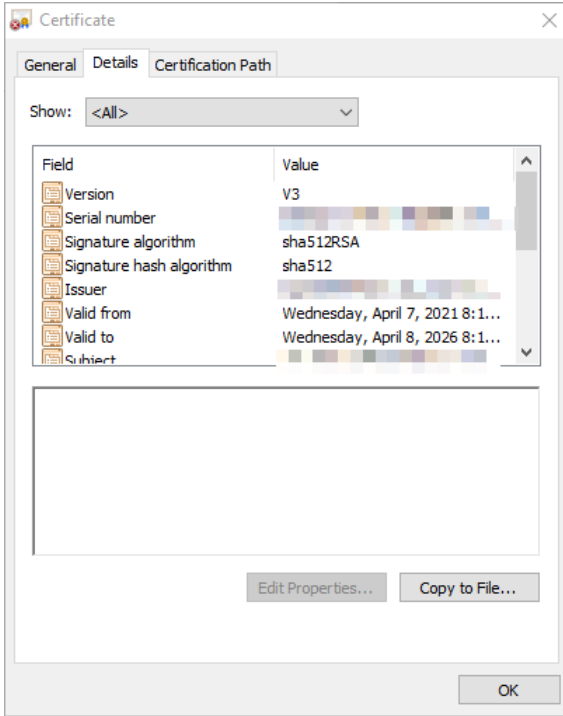 Certificate
General Details Certification Path
Show: <All>
Field Value
Version V3
Serial number
Signature algorithm sha512RSA
Signature hash algorithm sha512
Issuer
Valid from Wednesday, April 7, 2021 8:1...
Valid to Wednesday, April 8, 2026 8:1...
Subject
Edit Properties... Copy to File...
OK